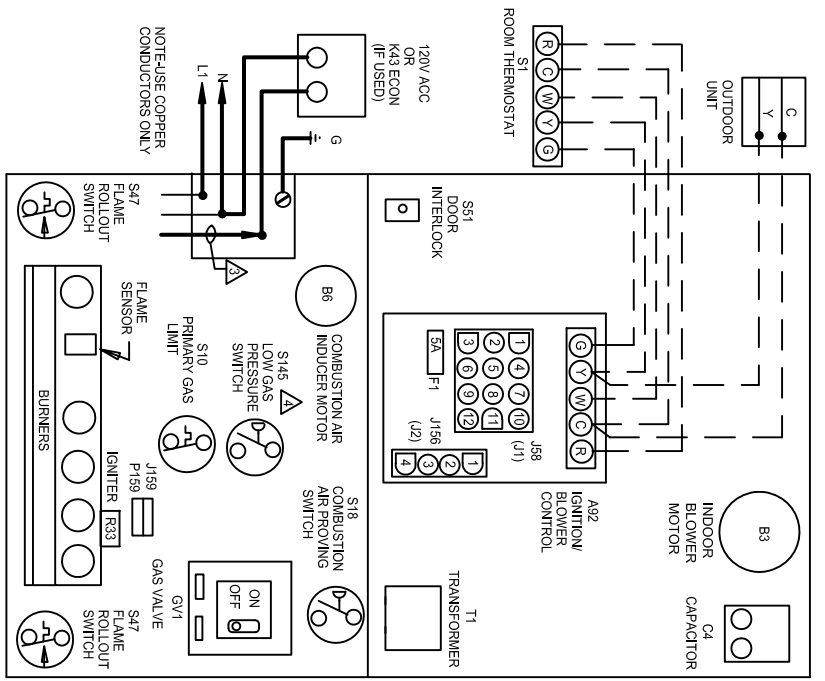 NOTE-USE COPPER
CONDUCTORS ONLY
L1
N
120V ACC
OR
K43 ECON
(IF USED)
G
S1
ROOM THERMOSTAT
R
C
W
Y
G
OUTDOOR
UNIT
C
Y
S47
FLAME
ROLLOUT
SWITCH
3
B6
COMBUSTION AIR
INDUCER MOTOR
S51
DOOR
INTERLOCK
FLAME
SENSOR
S10
PRIMARY GAS
LIMIT
S145
LOW GAS
PRESSURE
SWITCH
4
5A
F1
3
2
1
6
5
4
9
8
7
12
11
10
J58
(J1)
J156
(J2)
4
3
2
1
G
Y
W
C
R
A92
IGNITION/
BLOWER
CONTROL
INDOOR
BLOWER
MOTOR
B3
BURNERS
IGNITER
R33
J159
P159
S18
COMBUSTION
AIR PROVING
SWITCH
GAS VALVE
GV1
ON
OFF
T1
TRANSFORMER
C4
CAPACITOR
S47
FLAME
ROLLOUT
SWITCH